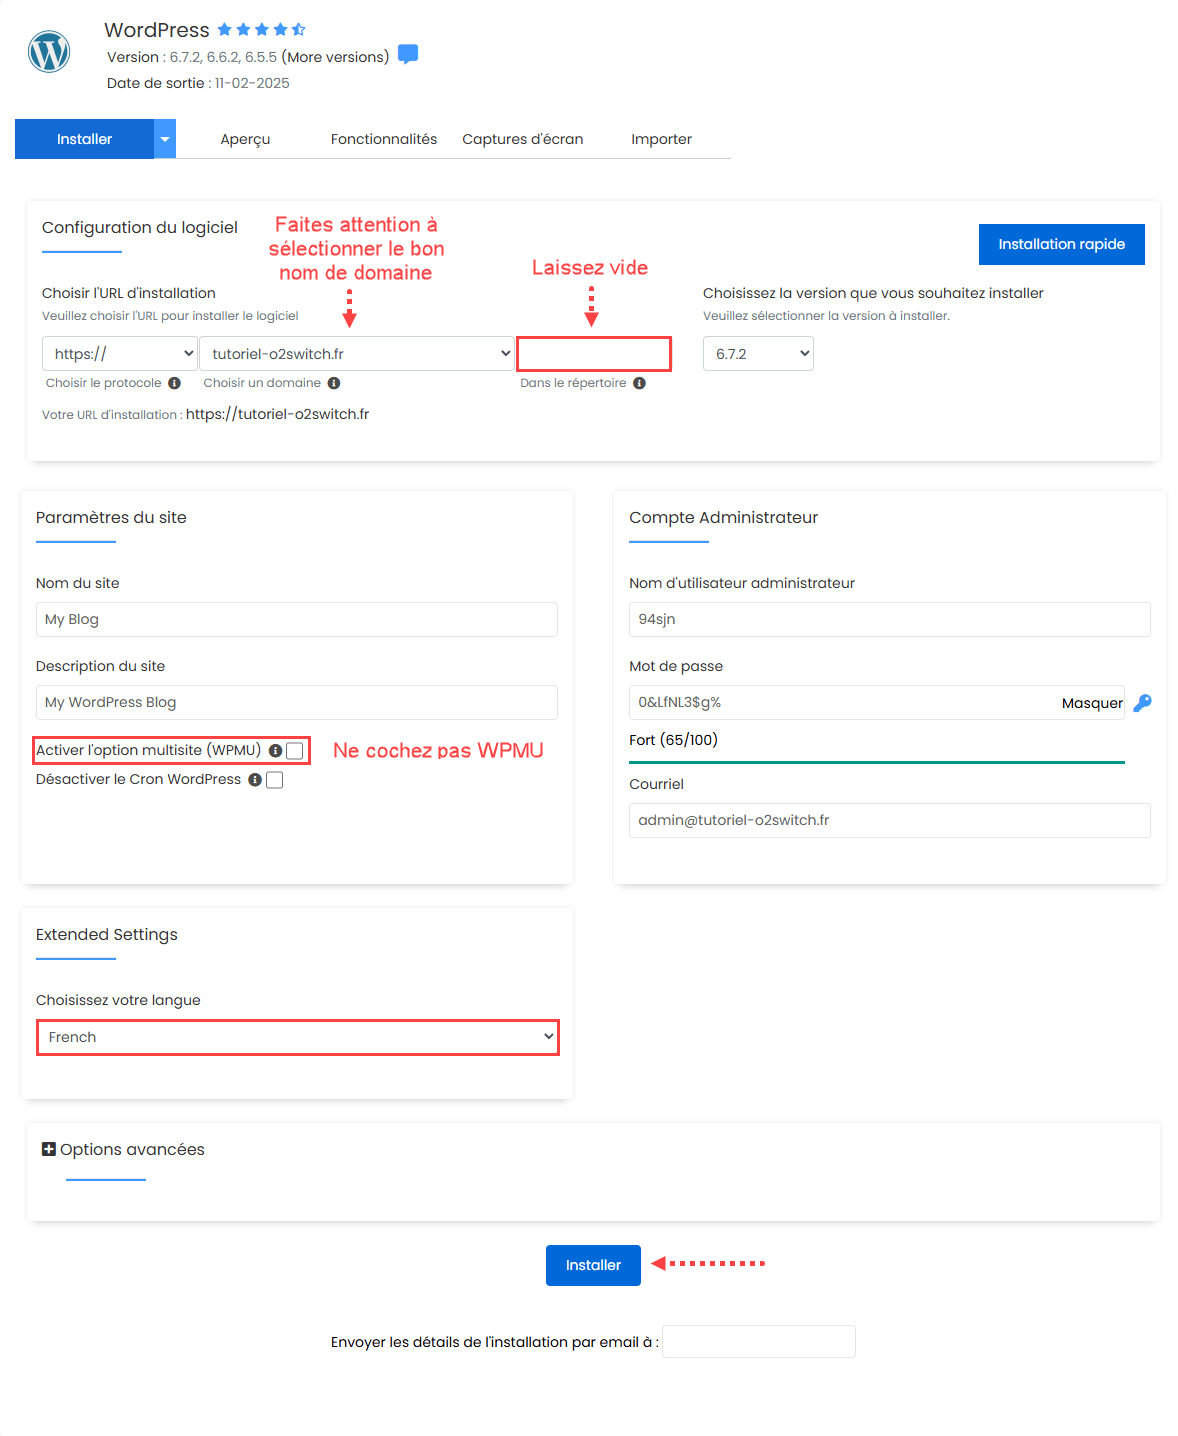 WordPress
Version : 6.7.2, 6.6.2, 6.5.5 (More versions)
Date de sortie : 11-02-2025
Installer
Aperçu
Fonctionnalités
Captures d'écran
Importer
Configuration du logiciel
Faites attention à
sélectionner le bon
nom de domaine
Laissez vide
Installation rapide
Choisir l'URL d'installation
Veuillez choisir l'URL pour installer le logiciel
Choisissez la version que vous souhaitez installer
Veuillez sélectionner la version à installer.
https://
tutoriel-o2switch.fr
6.7.2
Choisir le protocole
Choisir un domaine
Dans le répertoire
Votre URL d'installation : https://tutoriel-o2switch.fr
Paramètres du site
Nom du site
My Blog
Description du site
My WordPress Blog
Activer l'option multisite (WPMU)
Ne cochez pas WPMU
Désactiver le Cron WordPress
Compte Administrateur
Nom d'utilisateur administrateur
94sjn
Mot de passe
0&LfNL3$g%
Masquer
Fort (65/100)
Courriel
admin@tutoriel-o2switch.fr
Extended Settings
Choisissez votre langue
French
Options avancées
Installer
Envoyer les détails de l'installation par email à :